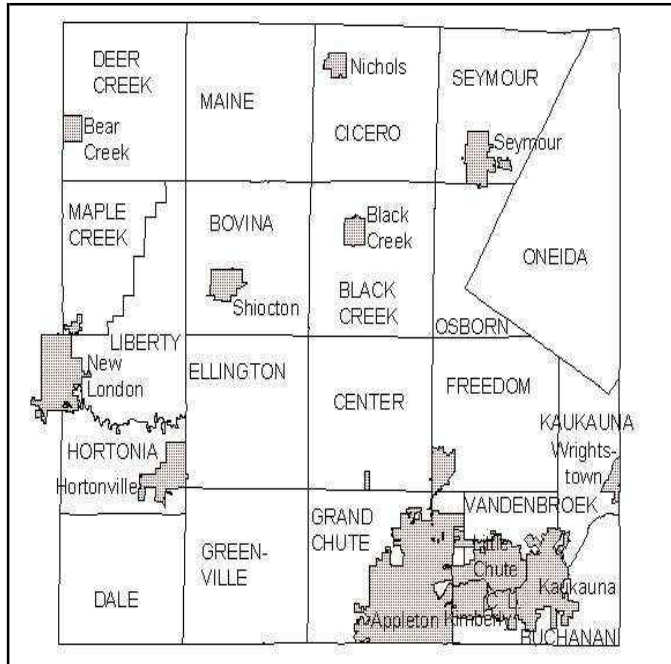 DEER
CREEK
Nichols
SEYMOUR
MAINE
Bear
Creek
CICERO
Seymour
MAPLE
CREEK
BOVINA
Black
Creek
ONEIDA
Shiocton
BLACK
CREEK
OSBORN
LIBERTY
New
London
ELLINGTON
CENTER
FREEDOM
KAUKAUNA
Wrights-
town
HORTONIA
Hortonville
GRAND
CHUTE
VANDENBROEK
Little
Chute
GREEN-
VILLE
DALE
Kaukauna
Appleton
Kimberly
BUCHANAN